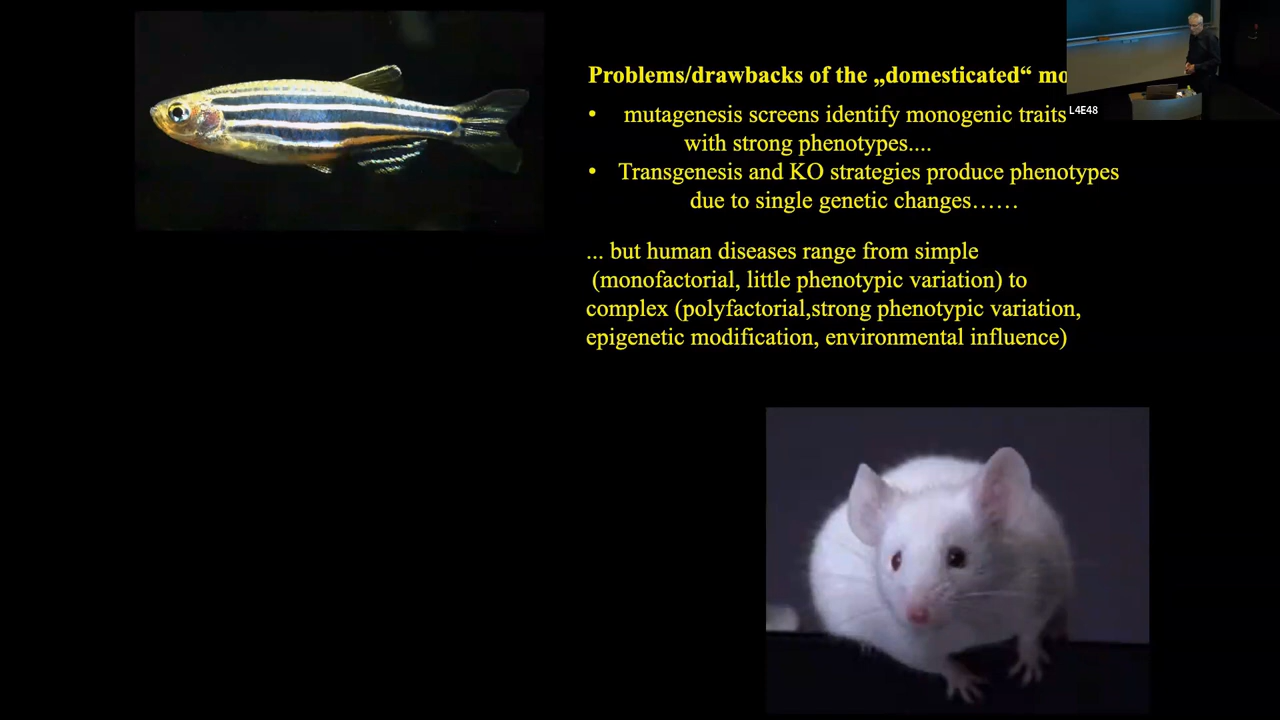 Problems/drawbacks of the „domesticated“
L4E48
• mutagenesis screens identify monogenic traits
with strong phenotypes....
• Transgenesis and KO strategies produce phenotypes
due to single genetic changes……
... but human diseases range from simple
(monofactorial, little phenotypic variation) to
complex (polyfactorial,strong phenotypic variation,
epigenetic modification, environmental influence)